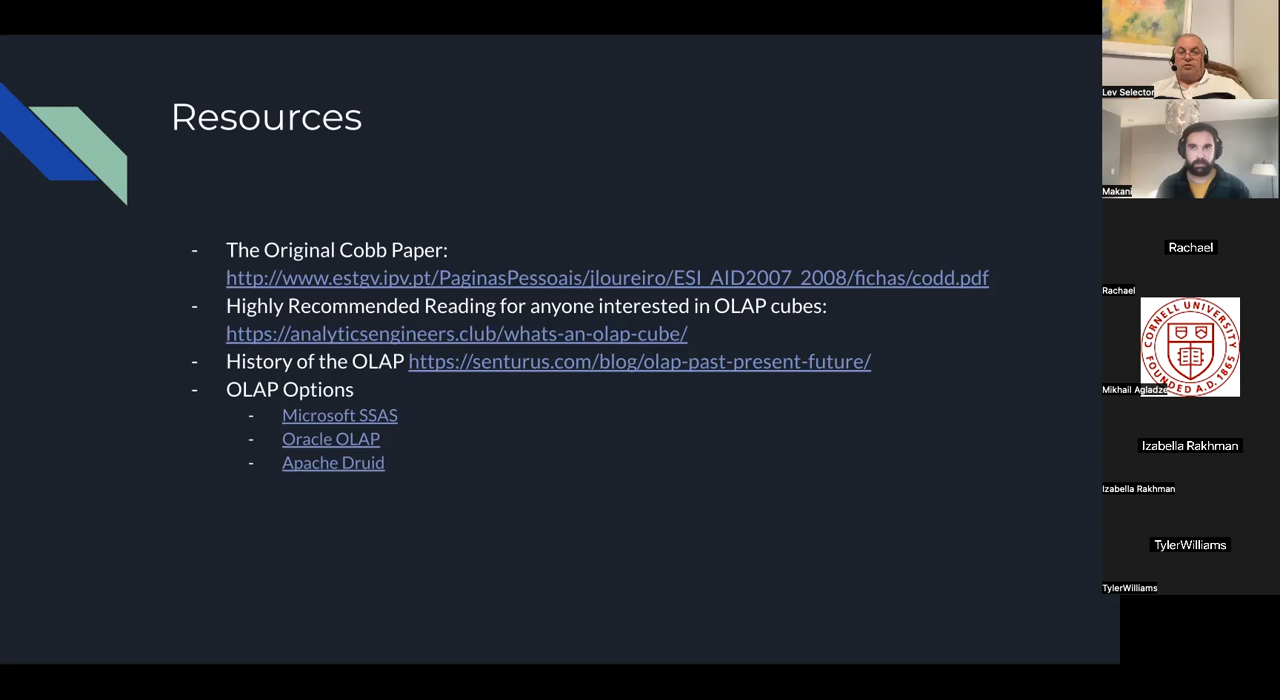 Resources
- The Original Cobb Paper:
http://www.estgv.ipv.pt/PaginasPessoais/jloureiro/ESI_AID2007_2008/fichas/codd.pdf
- Highly Recommended Reading for anyone interested in OLAP cubes:
https://analyticsengineers.club/whats-an-olap-cube/
- History of the OLAP https://senturus.com/blog/olap-past-present-future/
- OLAP Options
- Microsoft SSAS
- Oracle OLAP
- Apache Druid
Lev Selector
Makani
Rachael
Rachael
CORNELL UNIVERSITY
FOUNDED A.D. 1865
Mikhail Agladze
Izabella Rakhman
Izabella Rakhman
TylerWilliams
TylerWilliams